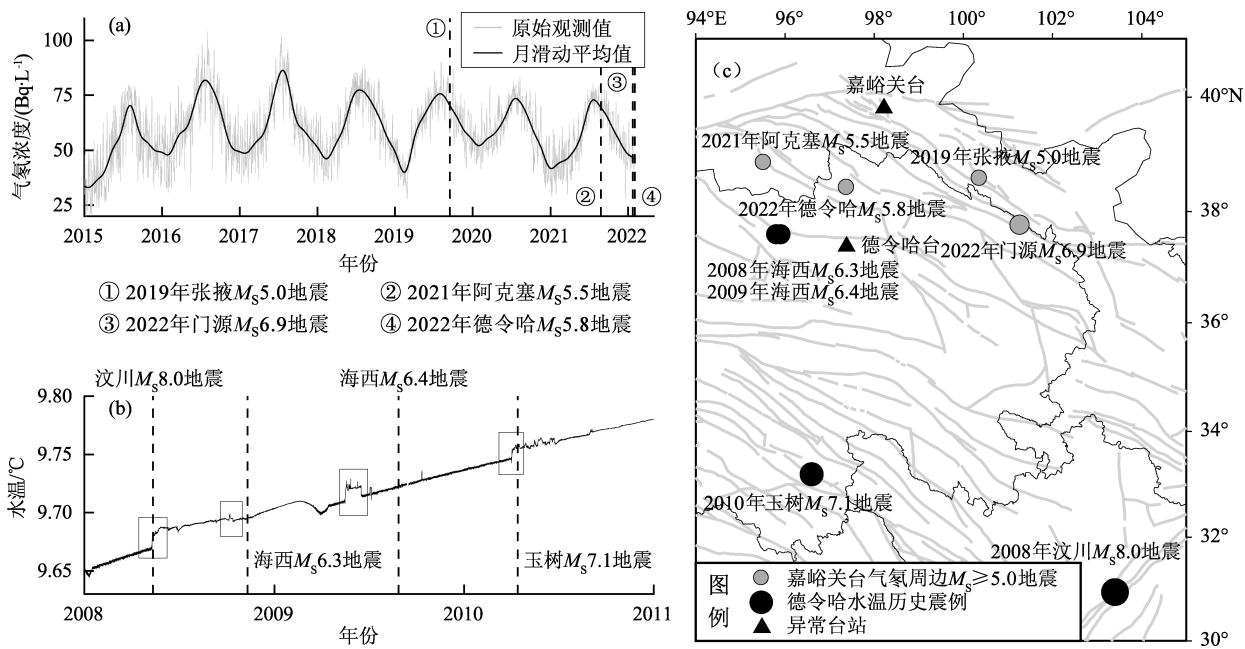 (a)
①
原始观测值
月滑动平均值
③
②
④
气氡浓度/(Bq·L⁻¹)
100
75
50
25
2015 2016 2017 2018 2019 2020 2021 2022
年份
① 2019年张掖Mₛ5.0地震 ② 2021年阿克塞Mₛ5.5地震
③ 2022年门源Mₛ6.9地震 ④ 2022年德令哈Mₛ5.8地震
汶川Mₛ8.0地震 海西Mₛ6.4地震
(b)
水温/℃
9.80
9.75
9.70
9.65
海西Mₛ6.3地震 玉树Mₛ7.1地震
2008 2009 2010 2011
年份
94°E 96° 98° 100° 102° 104°
（c）
嘉峪关台
40°N
2021年阿克塞Mₛ5.5地震
2019年张掖Mₛ5.0地震
2022年德令哈Mₛ5.8地震
38°
德令哈台
2022年门源Mₛ6.9地震
2008年海西Mₛ6.3地震
2009年海西Mₛ6.4地震
36°
34°
2010年玉树Mₛ7.1地震
32°
2008年汶川Mₛ8.0地震
图例
嘉峪关台气氡周边Mₛ≥5.0地震
德令哈水温历史震例
异常台站
30°